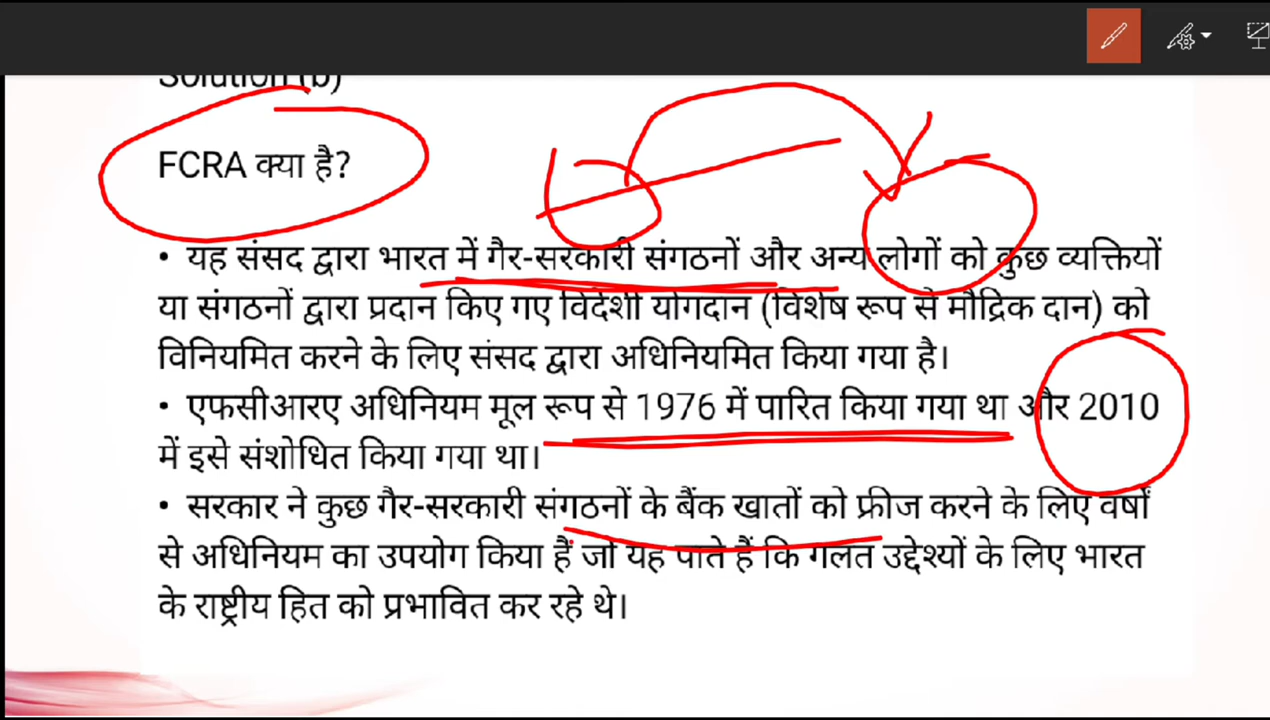 Solution (b)
FCRA क्या है?
• यह संसद द्वारा भारत में गैर-सरकारी संगठनों और अन्य लोगों को कुछ व्यक्तियों
या संगठनों द्वारा प्रदान किए गए विदेशी योगदान (विशेष रूप से मौद्रिक दान) को
विनियमित करने के लिए संसद द्वारा अधिनियमित किया गया है।
• एफसीआरए अधिनियम मूल रूप से 1976 में पारित किया गया था और 2010
में इसे संशोधित किया गया था।
• सरकार ने कुछ गैर-सरकारी संगठनों के बैंक खातों को फ्रीज करने के लिए वर्षों
से अधिनियम का उपयोग किया हैं जो यह पाते हैं कि गलत उद्देश्यों के लिए भारत
के राष्ट्रीय हित को प्रभावित कर रहे थे।